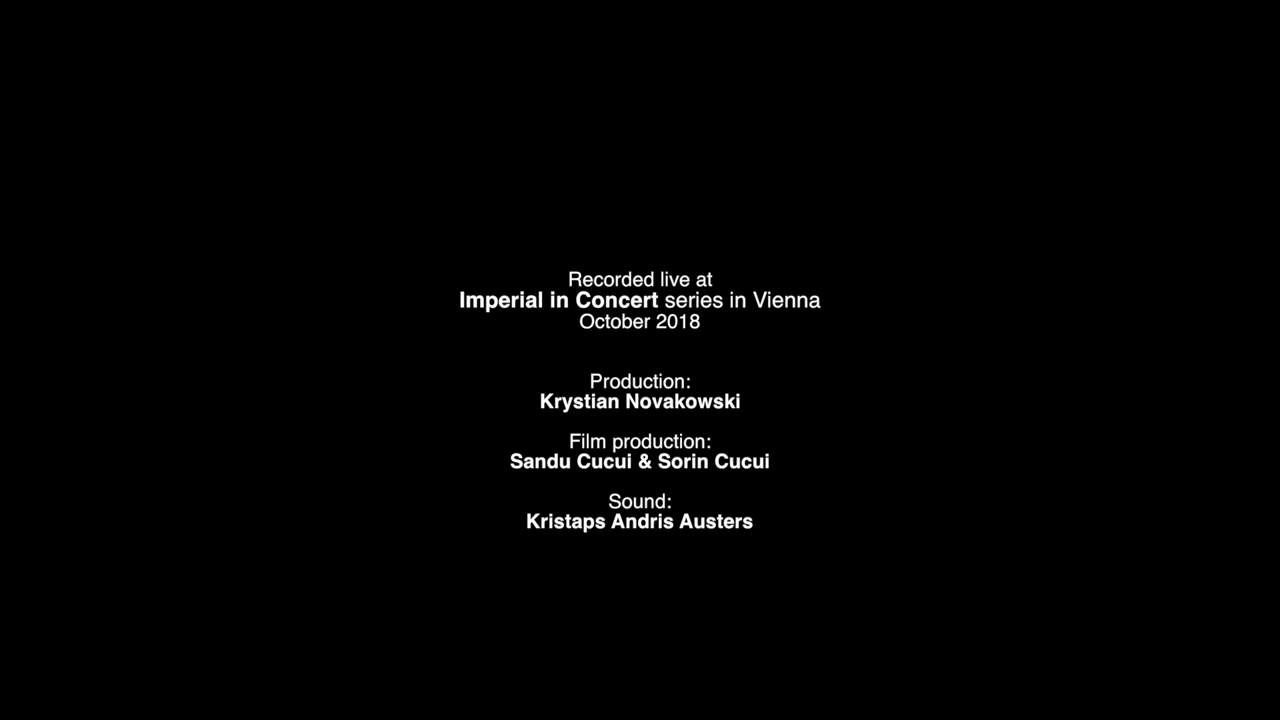 Recorded live at
Imperial in Concert series in Vienna
October 2018
Production:
Krystian Novakowski
Film production:
Sandu Cucui & Sorin Cucui
Sound:
Kristaps Andris Austers